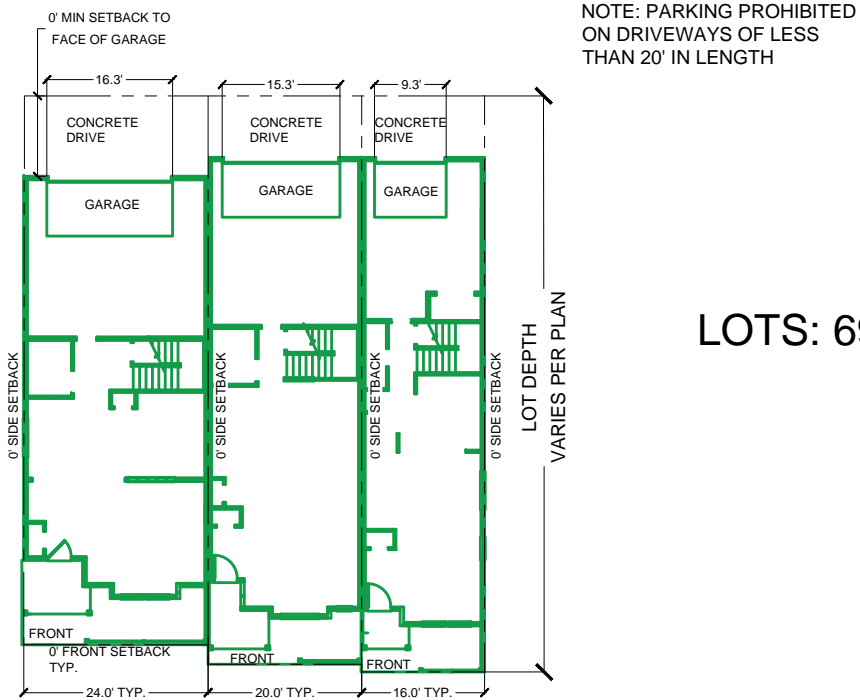 0' MIN SETBACK TO
FACE OF GARAGE
NOTE: PARKING PROHIBITED
ON DRIVEWAYS OF LESS
THAN 20' IN LENGTH
16.3'
15.3'
9.3'
CONCRETE
DRIVE
CONCRETE
DRIVE
CONCRETE
DRIVE
GARAGE
GARAGE
GARAGE
0' SIDE SETBACK
0' SIDE SETBACK
0' SIDE SETBACK
0' SIDE SETBACK
LOT DEPTH
VARIES PER PLAN
LOTS: 69
FRONT
0' FRONT SETBACK
TYP.
FRONT
FRONT
24.0' TYP.
20.0' TYP.
16.0' TYP.